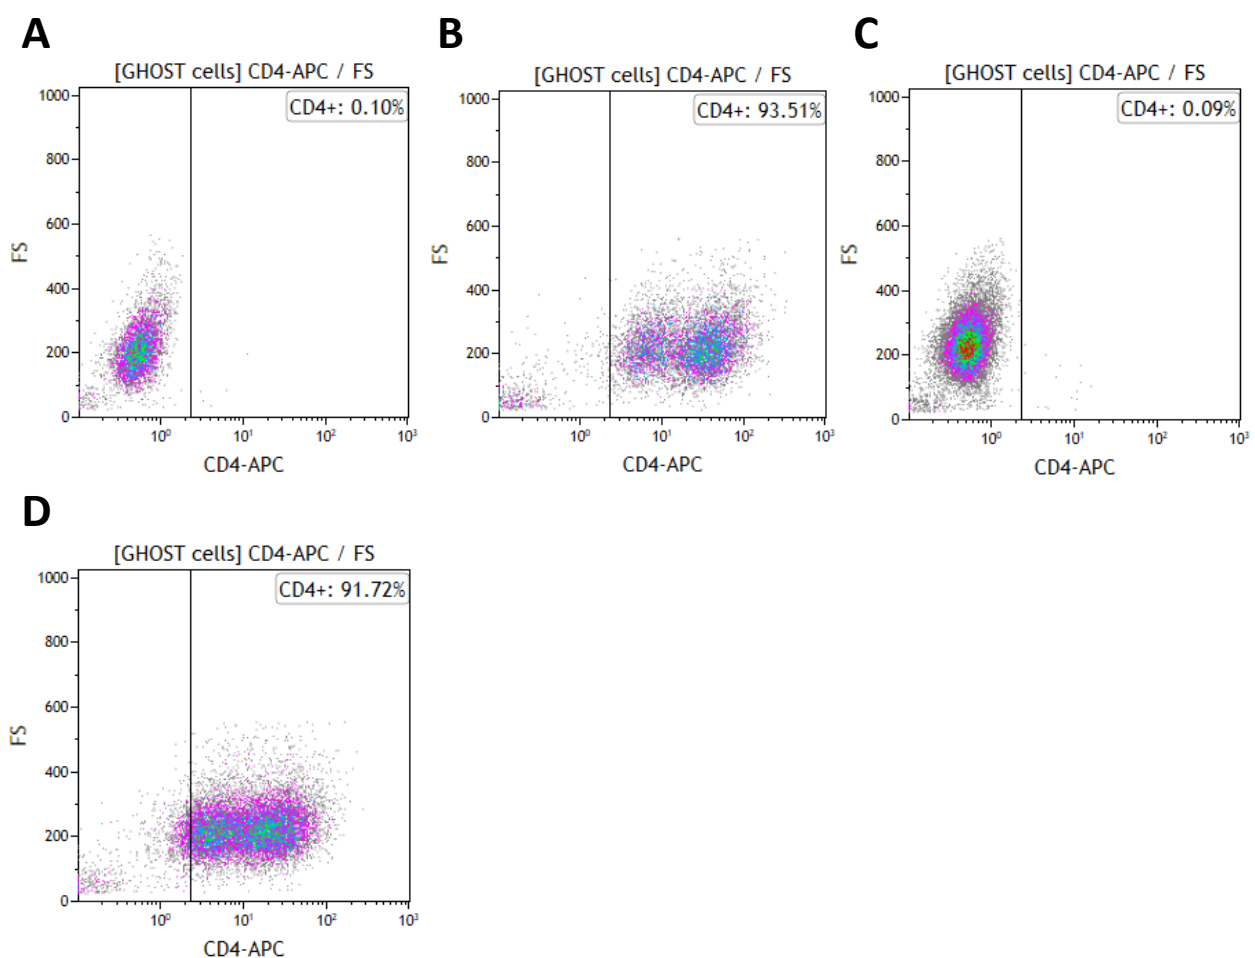 A
[GHOST cells] CD4-APC / FS
CD4+: 0.10%
1000
800
600
400
200
0
FS
10⁰
10¹
10²
10³
CD4-APC
B
[GHOST cells] CD4-APC / FS
CD4+: 93.51%
1000
800
600
400
200
0
FS
10⁰
10¹
10²
10³
CD4-APC
C
[GHOST cells] CD4-APC / FS
CD4+: 0.09%
1000
800
600
400
200
0
FS
10⁰
10¹
10²
10³
CD4-APC
D
[GHOST cells] CD4-APC / FS
CD4+: 91.72%
1000
800
600
400
200
0
FS
10⁰
10¹
10²
10³
CD4-APC